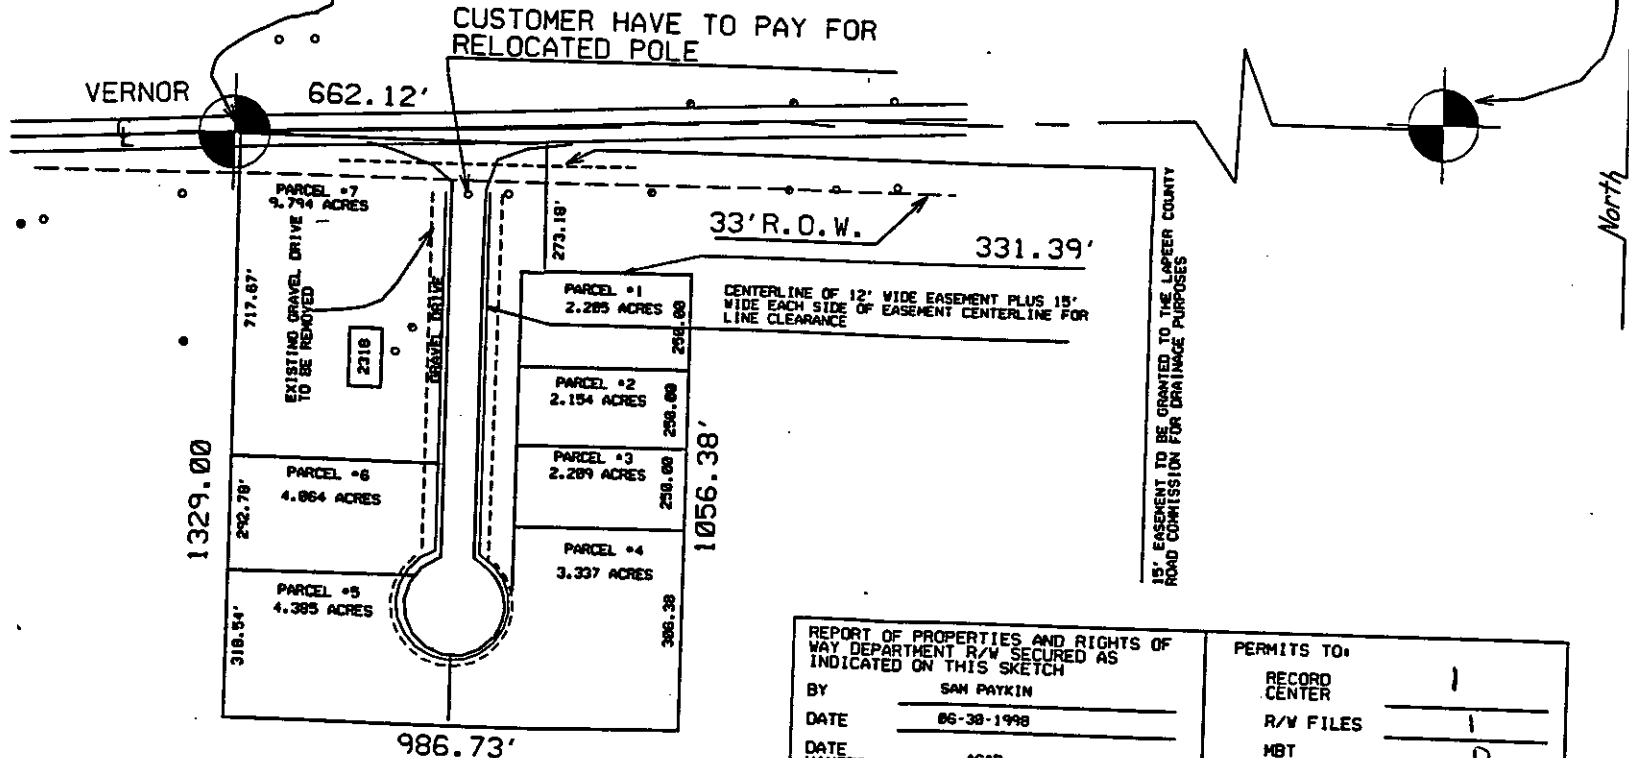 CUSTOMER HAVE TO PAY FOR
RELOCATED POLE
VERNOR
662.12'
North
PARCEL #7
9.794 ACRES
33'R.O.W.
331.39'
273.18'
717.67'
EXISTING GRAVEL DRIVE
TO BE REMOVED
2318
GRAVEL DRIVE
PARCEL #1
2.205 ACRES
250.00
CENTERLINE OF 12' WIDE EASEMENT PLUS 15'
WIDE EACH SIDE OF EASEMENT CENTERLINE FOR
LINE CLEARANCE
15' EASEMENT TO BE GRANTED TO THE LAPEER COUNTY
ROAD COMMISSION FOR DRAINAGE PURPOSES
PARCEL #2
2.154 ACRES
250.00
PARCEL #3
2.209 ACRES
250.00
1329.00
1056.38'
PARCEL #6
4.064 ACRES
292.79'
PARCEL #4
3.337 ACRES
306.38
PARCEL #5
4.305 ACRES
318.54'
986.73'
REPORT OF PROPERTIES AND RIGHTS OF
WAY DEPARTMENT R/W SECURED AS
INDICATED ON THIS SKETCH
BY SAM PAYKIN
DATE 06-30-1998
DATE
PERMITS TO:
RECORD
CENTER 1
R/W FILES 1
MBT